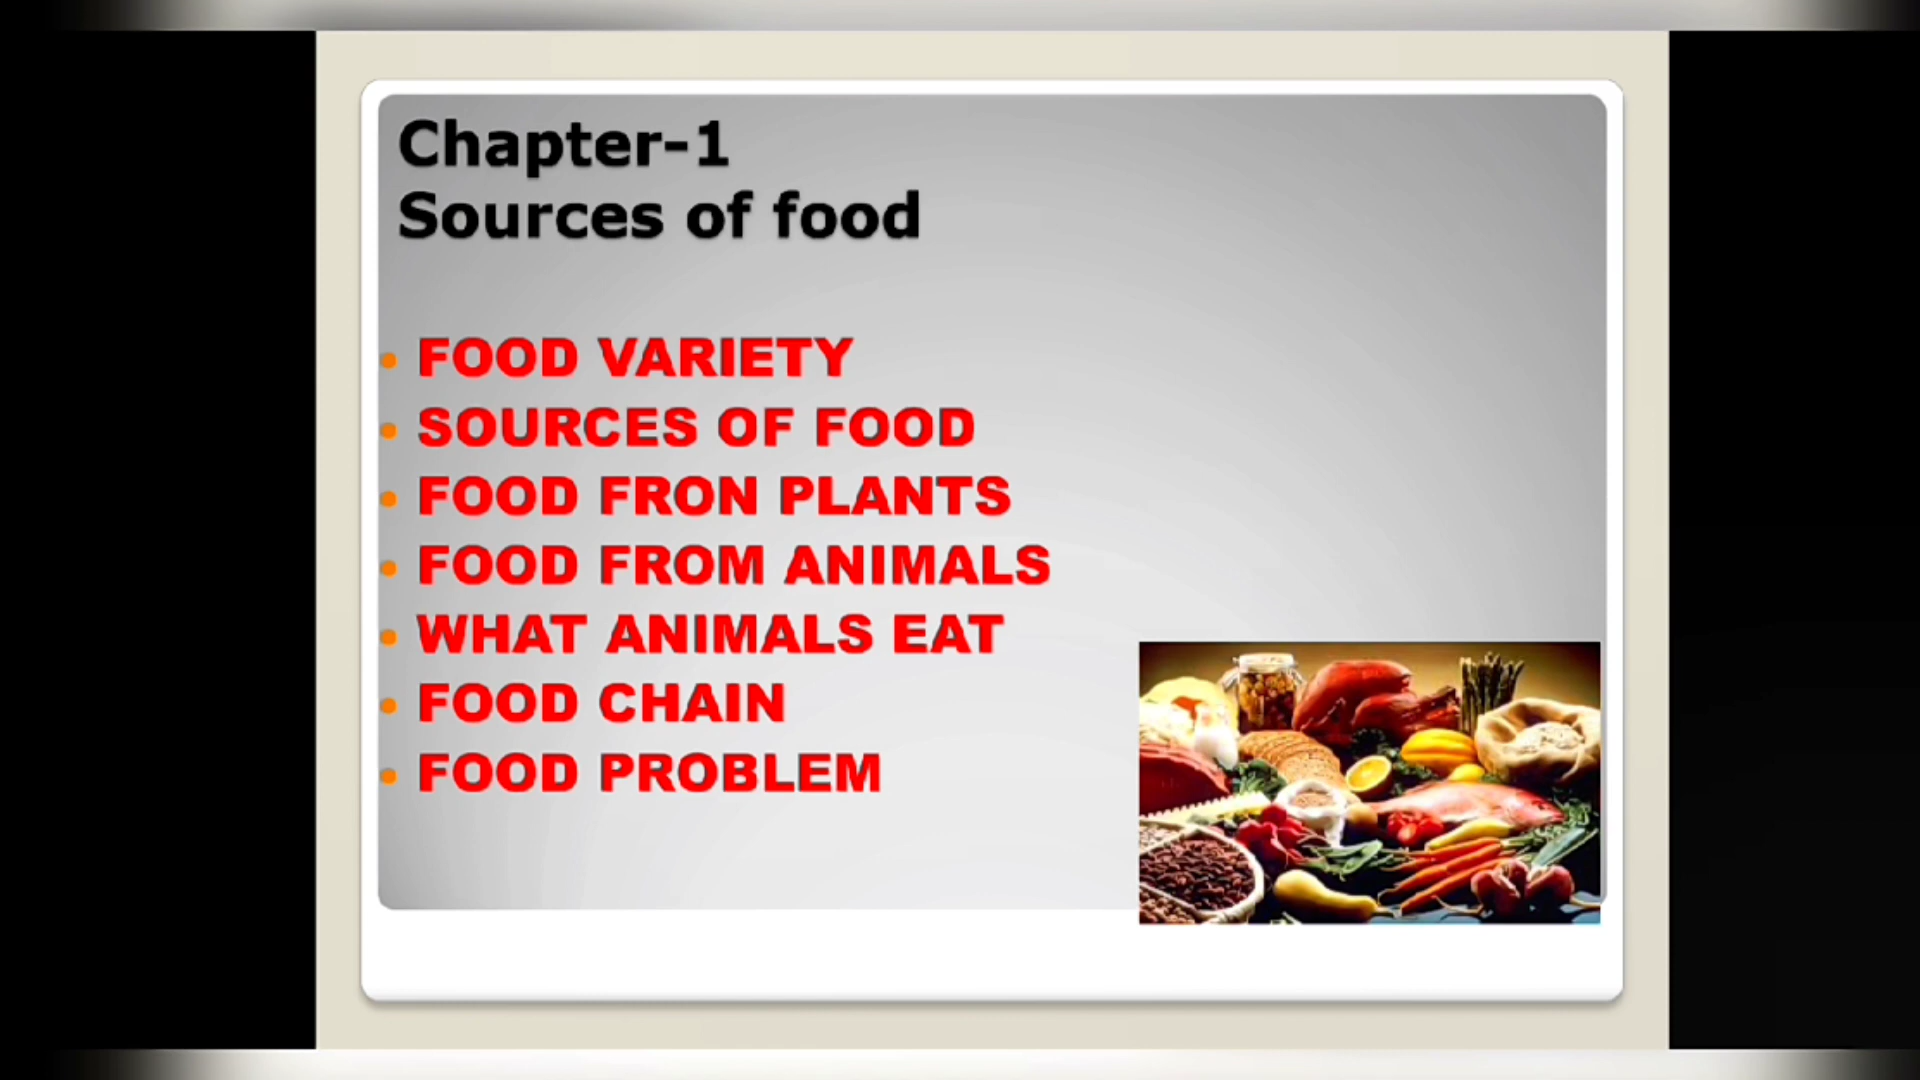 Chapter-1
Sources of food
• FOOD VARIETY
• SOURCES OF FOOD
• FOOD FRON PLANTS
• FOOD FROM ANIMALS
• WHAT ANIMALS EAT
• FOOD CHAIN
• FOOD PROBLEM